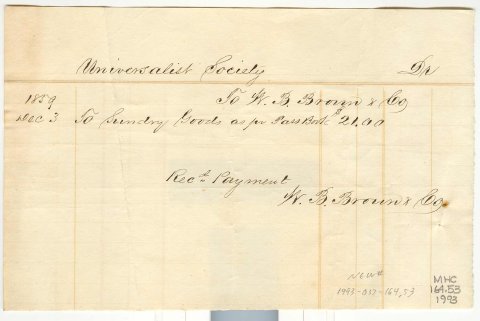 Universalist Society Dr
To W. B. Brown & Co
1859
Dec 3 To Sundry Goods as pr Pass Book $21.00
Recd Payment
W. B. Brown & Co
New #
1993-037-164.53
MHC
164.53
1993